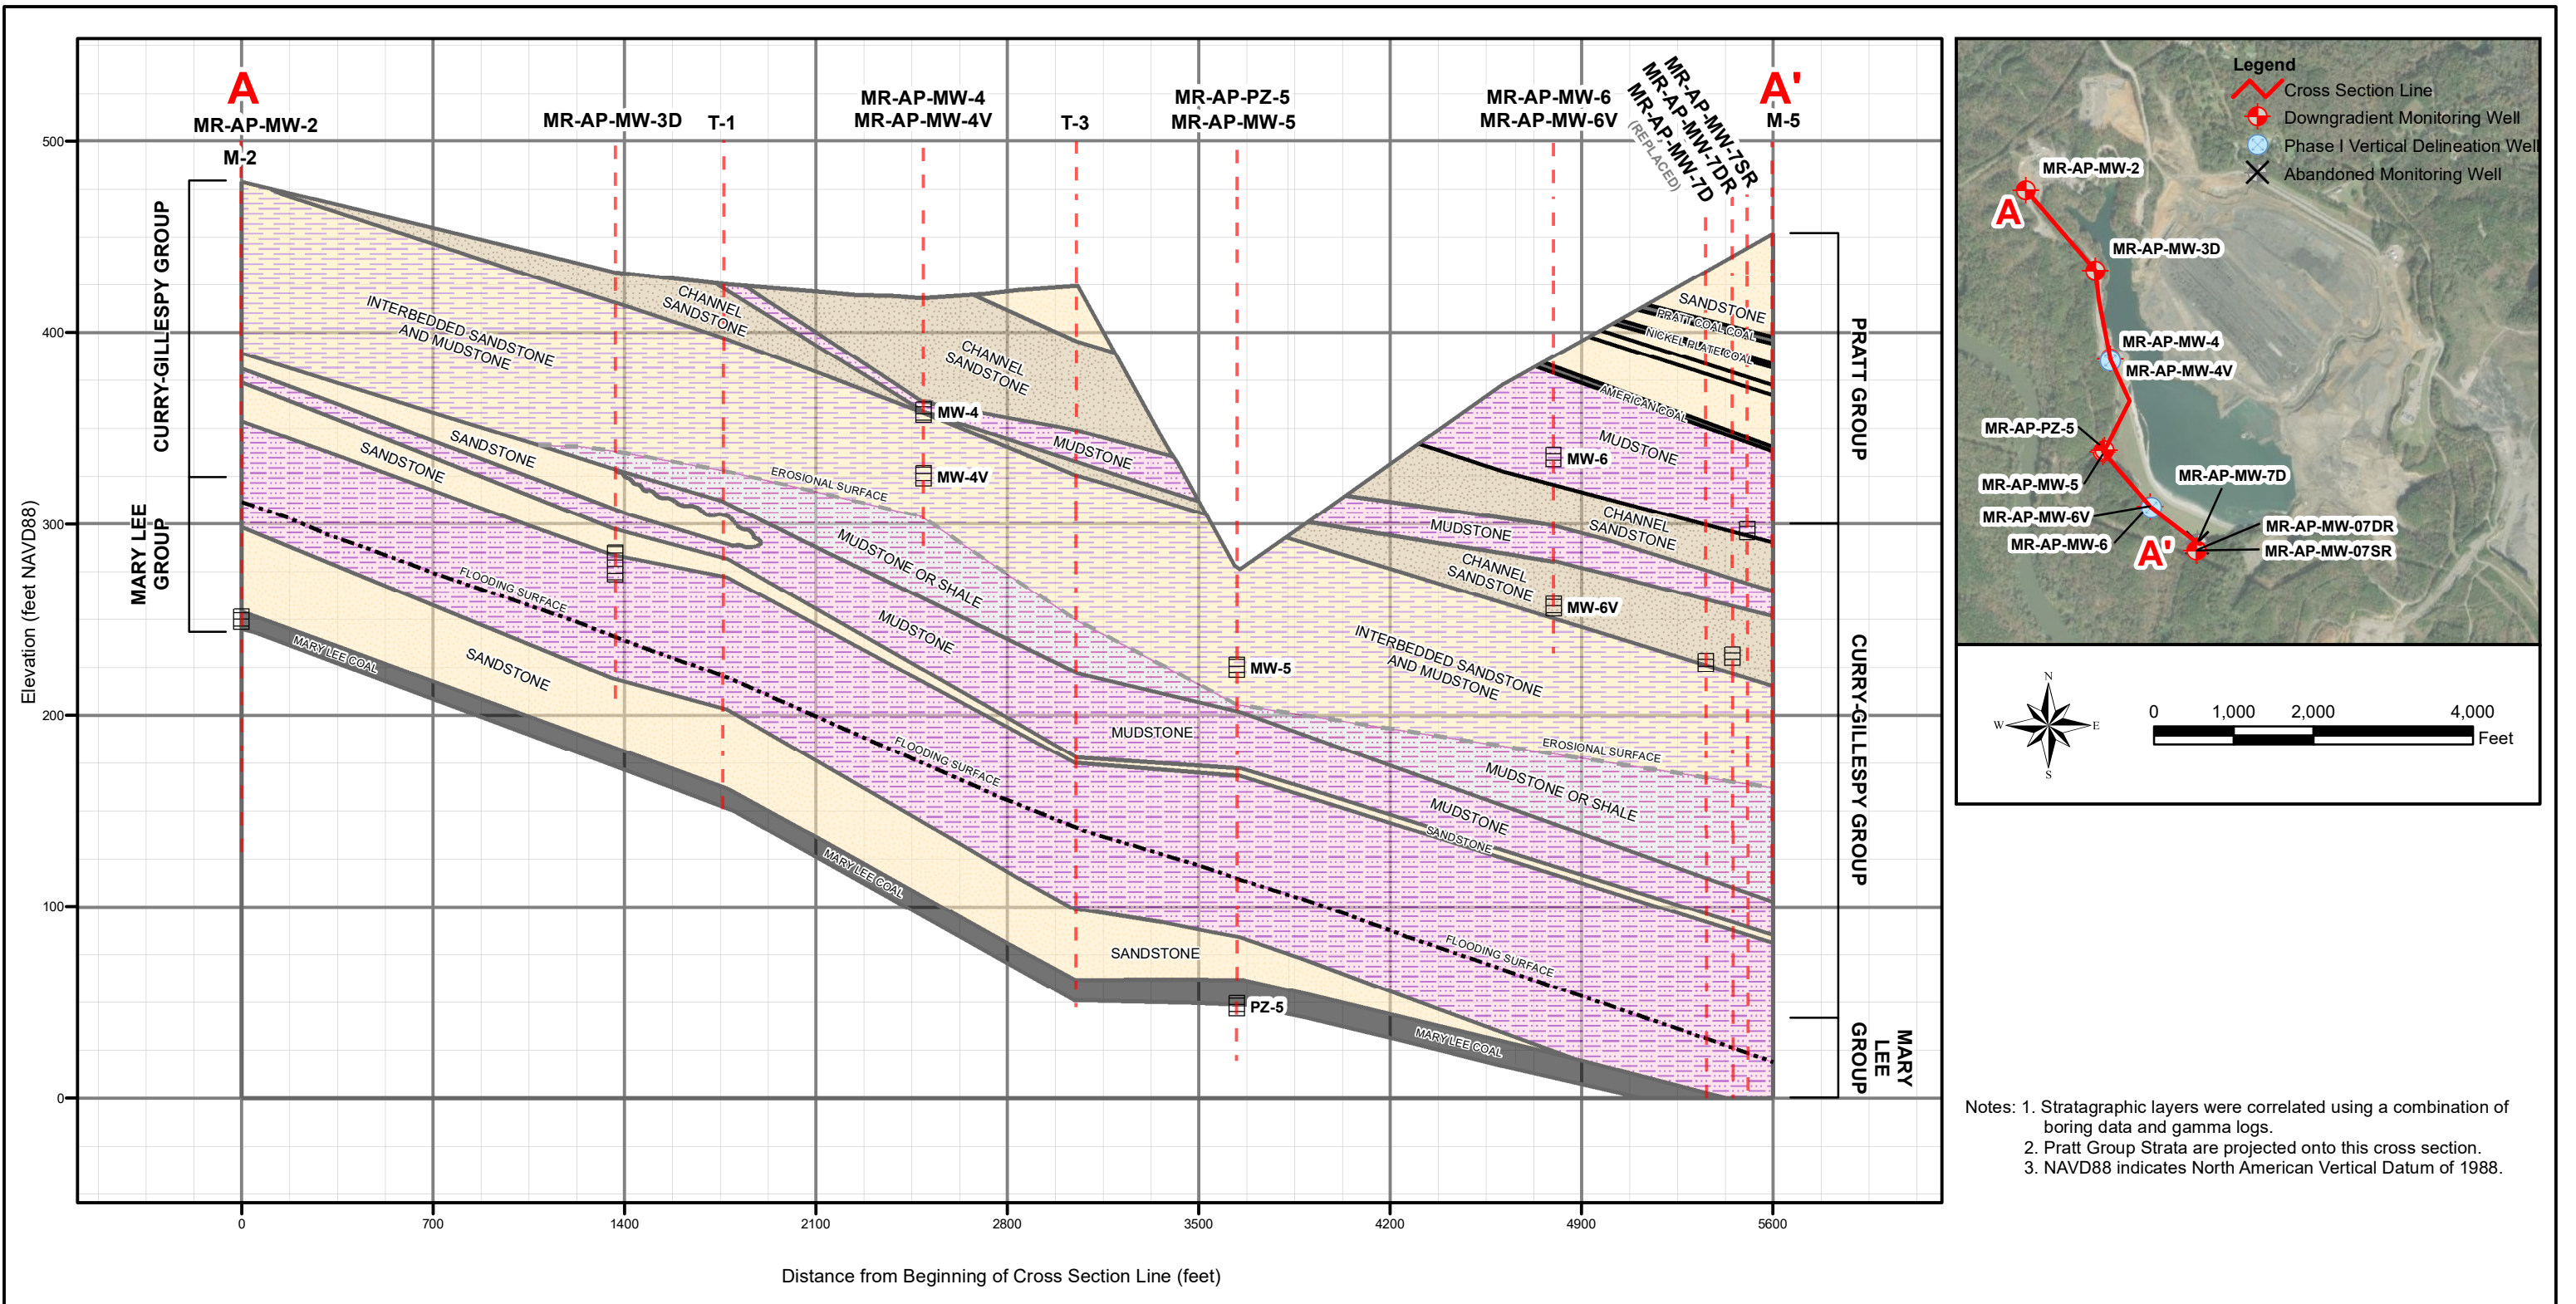 A
A'
MR-AP-MW-2
M-2
MR-AP-MW-3D
T-1
MR-AP-MW-4
MR-AP-MW-4V
T-3
MR-AP-PZ-5
MR-AP-MW-5
MR-AP-MW-6
MR-AP-MW-6V
MR-AP-MW-7SR
MR-AP-MW-7DR
MR-AP-MW-7D
(REPLACED)
M-5
500
400
300
200
100
0
Elevation (feet NAVD88)
CURRY-GILLESPY GROUP
MARY LEE
GROUP
INTERBEDDED SANDSTONE
AND MUDSTONE
CHANNEL
SANDSTONE
CHANNEL
SANDSTONE
MW-4
MW-4V
MUDSTONE
SANDSTONE
SANDSTONE
EROSIONAL SURFACE
MUDSTONE OR SHALE
FLOODING SURFACE
MUDSTONE
MARY LEE COAL
SANDSTONE
MW-5
MUDSTONE
FLOODING SURFACE
MARY LEE COAL
SANDSTONE
PZ-5
SANDSTONE
PRATT COAL COAL
NICKEL PLATE COAL
AMERICAN COAL
MUDSTONE
MW-6
CHANNEL
SANDSTONE
MUDSTONE
CHANNEL
SANDSTONE
MW-6V
INTERBEDDED SANDSTONE
AND MUDSTONE
EROSIONAL SURFACE
MUDSTONE OR SHALE
MUDSTONE
SANDSTONE
FLOODING SURFACE
MARY LEE COAL
PRATT GROUP
CURRY-GILLESPY GROUP
MARY
LEE
GROUP
0
700
1400
2100
2800
3500
4200
4900
5600
Distance from Beginning of Cross Section Line (feet)
Legend
Cross Section Line
Downgradient Monitoring Well
Phase I Vertical Delineation Well
Abandoned Monitoring Well
MR-AP-MW-2
A
MR-AP-MW-3D
MR-AP-MW-4
MR-AP-MW-4V
MR-AP-PZ-5
MR-AP-MW-7D
MR-AP-MW-5
MR-AP-MW-6V
MR-AP-MW-07DR
MR-AP-MW-6
A'
MR-AP-MW-07SR
N
W
E
S
0 1,000 2,000 4,000
Feet
Notes: 1. Stratagraphic layers were correlated using a combination of
boring data and gamma logs.
2. Pratt Group Strata are projected onto this cross section.
3. NAVD88 indicates North American Vertical Datum of 1988.